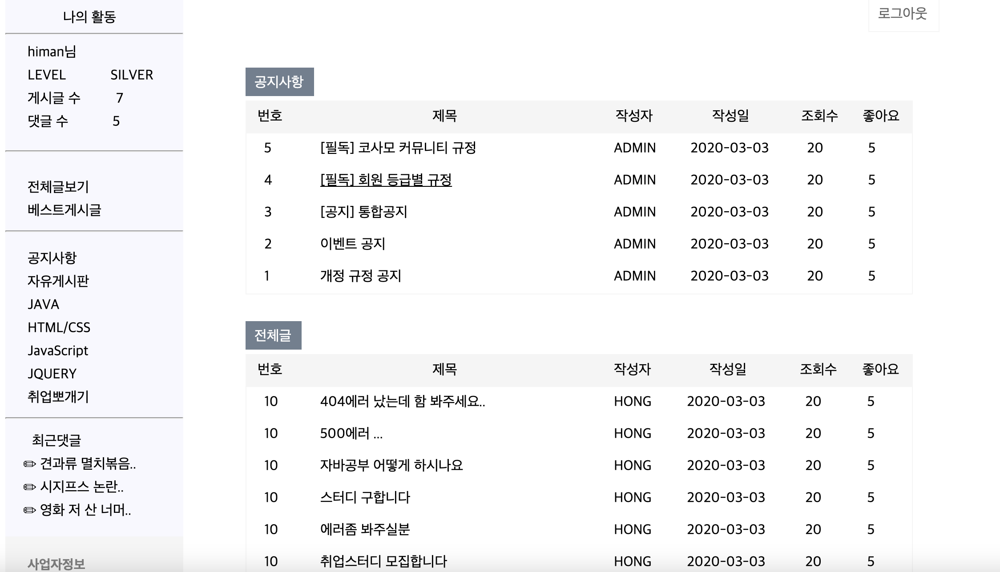 나의 활동
himan님
LEVEL SILVER
게시글 수 7
댓글 수 5
전체글보기
베스트게시글
공지사항
자유게시판
JAVA
HTML/CSS
JavaScript
JQUERY
취업뽀개기
최근댓글
✏ 견과류 멸치볶음..
✏ 시지프스 논란..
✏ 영화 저 산 너머..
사업자정보
로그아웃
공지사항
번호 제목 작성자 작성일 조회수 좋아요
5 [필독] 코사모 커뮤니티 규정 ADMIN 2020-03-03 20 5
4 [필독] 회원 등급별 규정 ADMIN 2020-03-03 20 5
3 [공지] 통합공지 ADMIN 2020-03-03 20 5
2 이벤트 공지 ADMIN 2020-03-03 20 5
1 개정 규정 공지 ADMIN 2020-03-03 20 5
전체글
번호 제목 작성자 작성일 조회수 좋아요
10 404에러 났는데 함 봐주세요.. HONG 2020-03-03 20 5
10 500에러 ... HONG 2020-03-03 20 5
10 자바공부 어떻게 하시나요 HONG 2020-03-03 20 5
10 스터디 구합니다 HONG 2020-03-03 20 5
10 에러좀 봐주실분 HONG 2020-03-03 20 5
10 취업스터디 모집합니다 HONG 2020-03-03 20 5